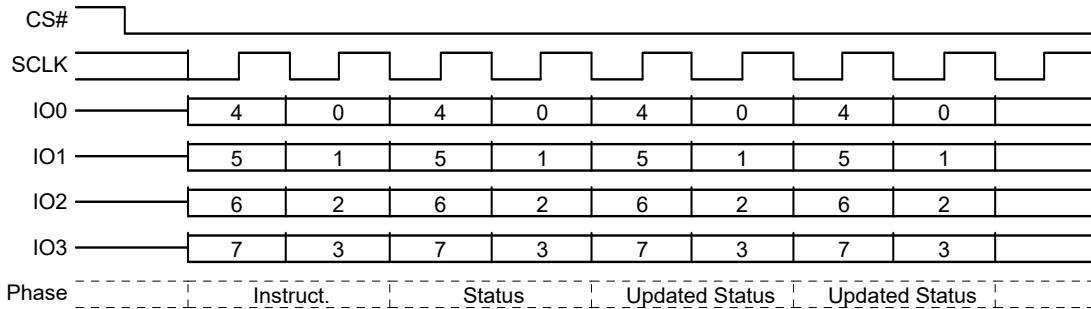 CS#
SCLK
IO0 4 0 4 0 4 0 4 0
IO1 5 1 5 1 5 1 5 1
IO2 6 2 6 2 6 2 6 2
IO3 7 3 7 3 7 3 7 3
Phase Instruct. Status Updated Status Updated Status